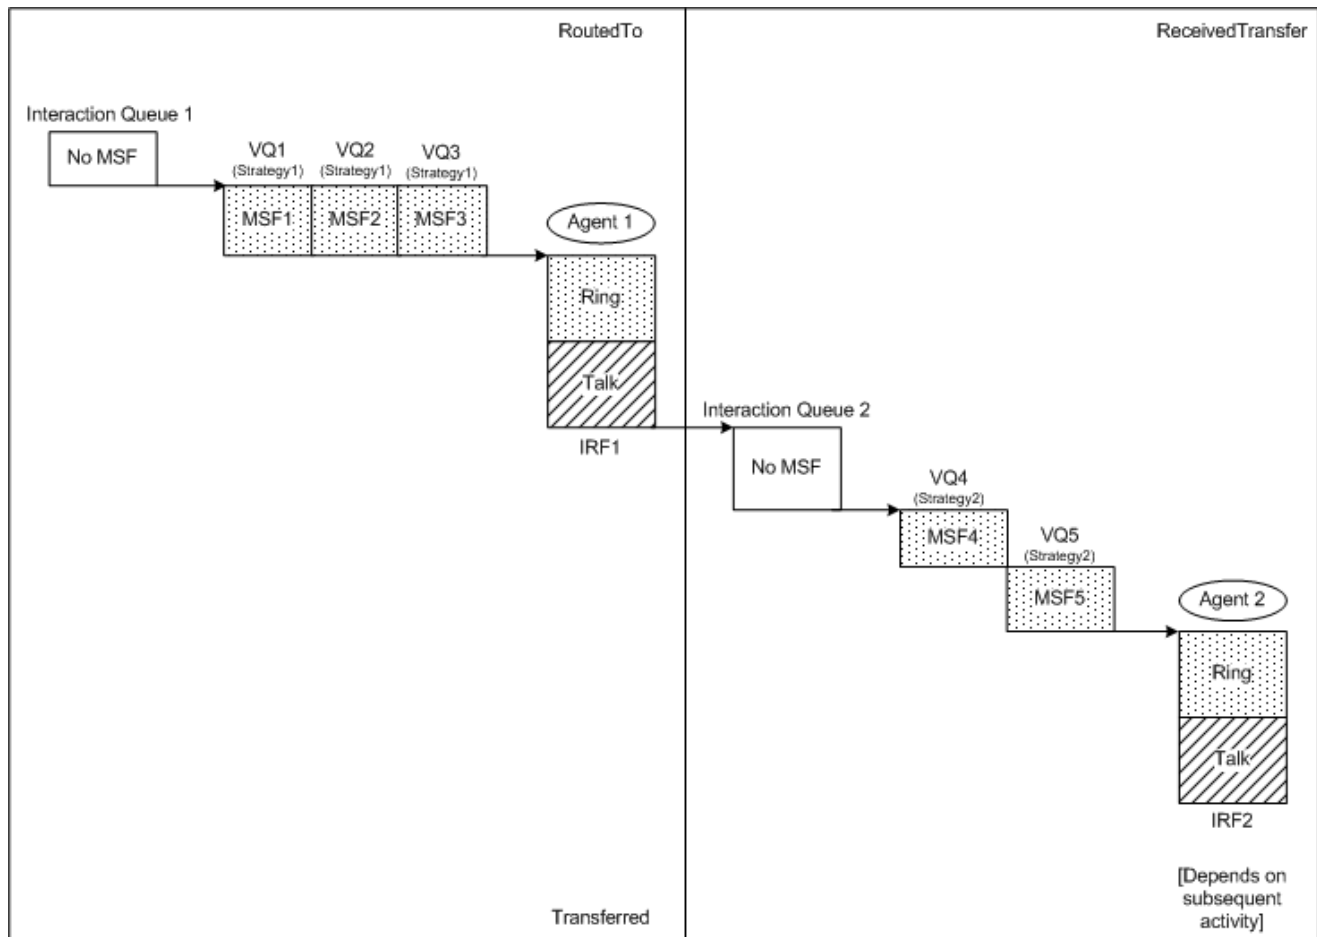 RoutedTo
ReceivedTransfer
Interaction Queue 1
No MSF
VQ1
(Strategy1)
VQ2
(Strategy1)
VQ3
(Strategy1)
MSF1
MSF2
MSF3
Agent 1
Ring
Talk
IRF1
Interaction Queue 2
No MSF
VQ4
(Strategy2)
MSF4
VQ5
(Strategy2)
MSF5
Agent 2
Ring
Talk
IRF2
[Depends on
subsequent
activity]
Transferred